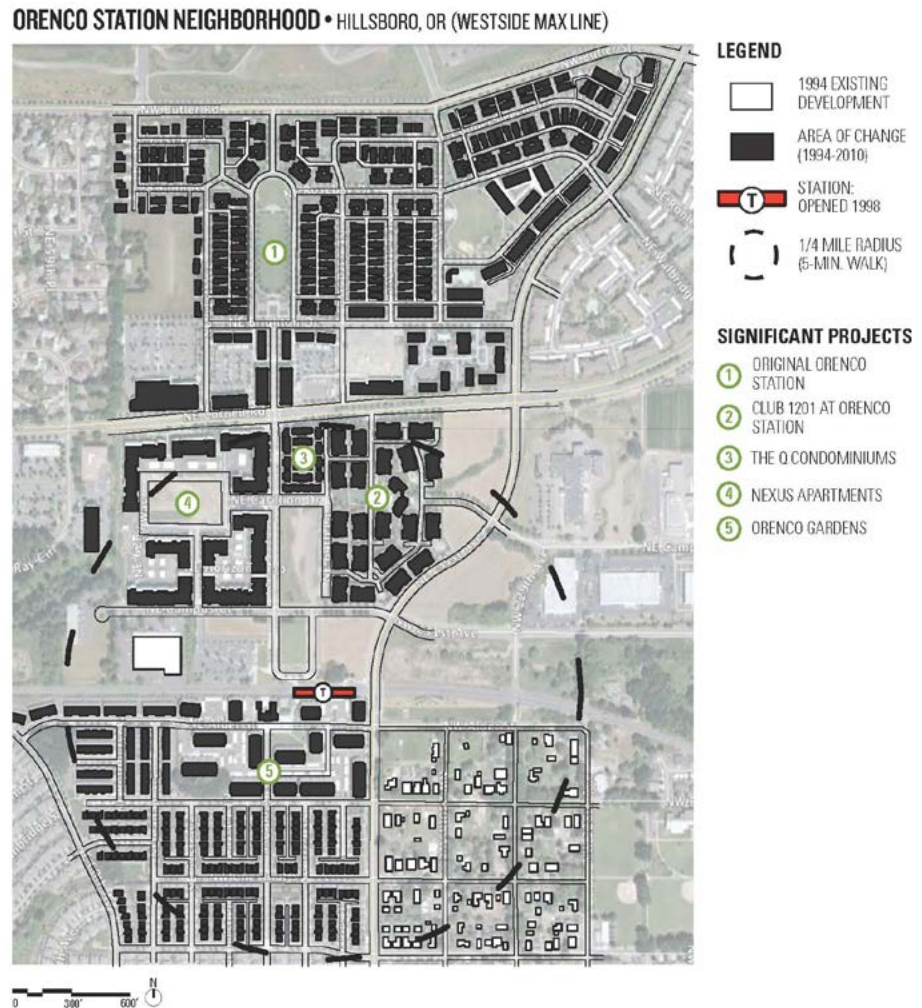 ORENCO STATION NEIGHBORHOOD • HILLSBORO, OR (WESTSIDE MAX LINE)
LEGEND
1994 EXISTING
DEVELOPMENT
AREA OF CHANGE
(1994-2010)
T
STATION:
OPENED 1998
1/4 MILE RADIUS
(5-MIN. WALK)
SIGNIFICANT PROJECTS
1 ORIGINAL ORENCO
STATION
2 CLUB 1201 AT ORENCO
STATION
3 THE Q CONDOMINIUMS
4 NEXUS APARTMENTS
5 ORENCO GARDENS
1
3
2
4
NE Campus
T
5
N
0 300' 600'